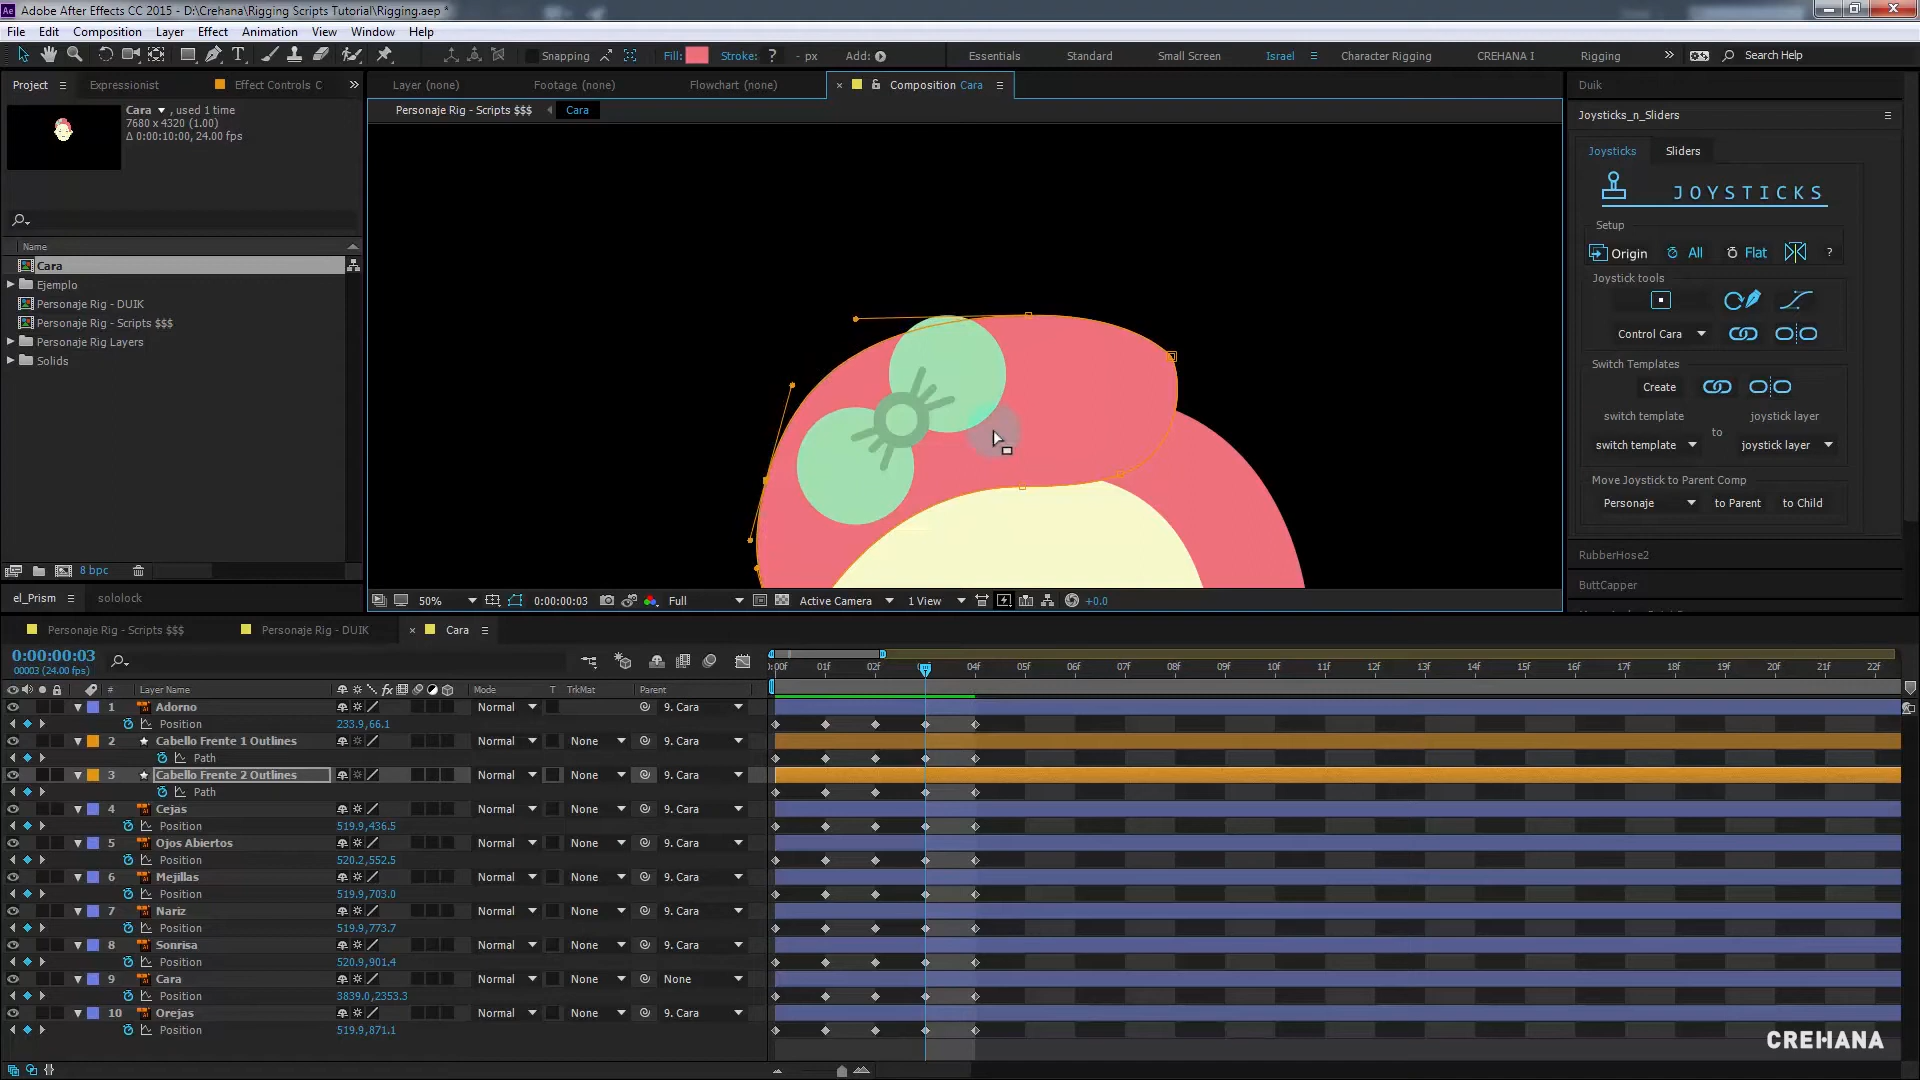 Adobe After Effects CC 2015 - D:\Crehana\Rigging Scripts Tutorial\Rigging.aep *
File Edit Composition Layer Effect Animation View Window Help
Snapping Fill: Stroke: ? - px Add: Essentials Standard Small Screen Israel Character Rigging CREHANA I Rigging Search Help
Project Expressionist Effect Controls C Layer (none) Footage (none) Flowchart (none) Composition Cara Duik
Cara , used 1 time
7680 x 4320 (1.00)
Δ 0:00:10:00, 24.00 fps
Personaje Rig - Scripts $$$ Cara
Joysticks_n_Sliders
Joysticks Sliders
JOYSTICKS
Setup
Origin All Flat ?
Joystick tools
Control Cara
Switch Templates
Create
switch template joystick layer
to
switch template joystick layer
Move Joystick to Parent Comp
Personaje to Parent to Child
RubberHose2
ButtCapper
Name
Cara
Ejemplo
Personaje Rig - DUIK
Personaje Rig - Scripts $$$
Personaje Rig Layers
Solids
8 bpc
50% 0:00:00:03 Full Active Camera 1 View +0.0
el_Prism sololock
Personaje Rig - Scripts $$$ Personaje Rig - DUIK Cara
0:00:00:03
00003 (24.00 fps)
:00f 01f 02f 04f 05f 06f 07f 08f 09f 10f 11f 12f 13f 14f 15f 16f 17f 18f 19f 20f 21f 22f
# Layer Name Mode T TrkMat Parent
1 Adorno Normal 9. Cara
Position 233.9,66.1
2 Cabello Frente 1 Outlines Normal None 9. Cara
Path
3 Cabello Frente 2 Outlines Normal None 9. Cara
Path
4 Cejas Normal None 9. Cara
Position 519.9,436.5
5 Ojos Abiertos Normal None 9. Cara
Position 520.2,552.5
6 Mejillas Normal None 9. Cara
Position 519.9,703.0
7 Nariz Normal None 9. Cara
Position 519.9,773.7
8 Sonrisa Normal None 9. Cara
Position 520.9,901.4
9 Cara Normal None None
Position 3839.0,2353.3
10 Orejas Normal None 9. Cara
Position 519.9,871.1
CREHANA